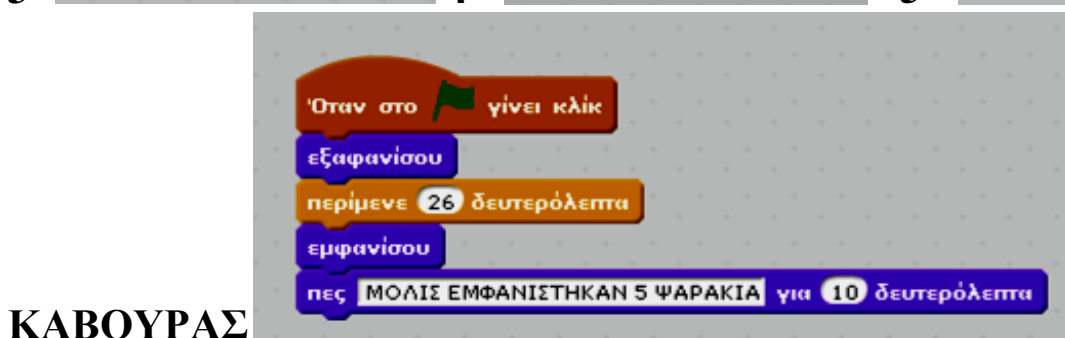 Όταν στο γίνει κλίκ
εξαφανίσου
περίμενε 26 δευτερόλεπτα
εμφανίσου
πες ΜΟΛΙΣ ΕΜΦΑΝΙΣΤΗΚΑΝ 5 ΨΑΡΑΚΙΑ για 10 δευτερόλεπτα
ΚΑΒΟΥΡΑΣ